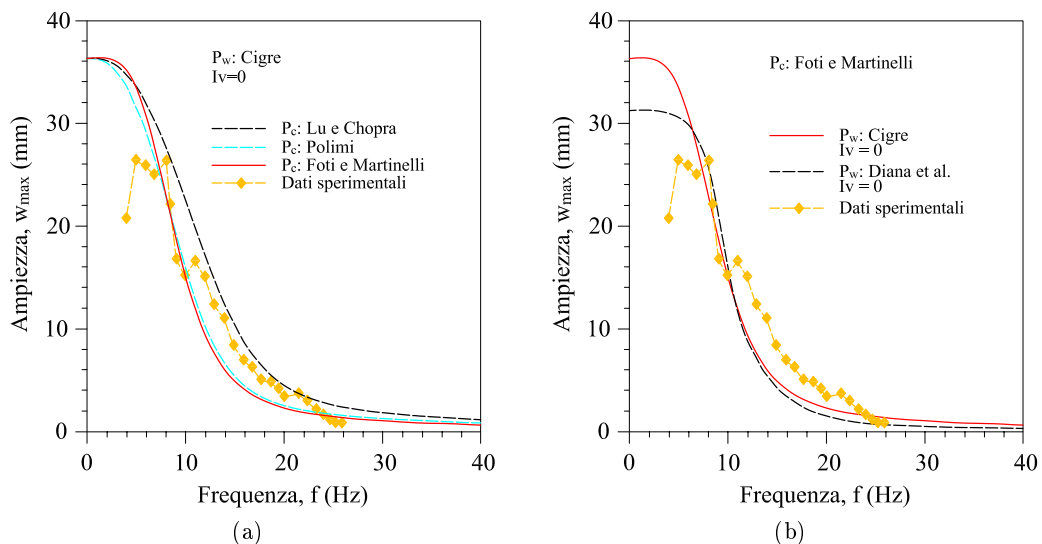 40
30
20
10
0
Ampiezza, wmax (mm)
Pw: Cigre
Iv=0
Pc: Lu e Chopra
Pc: Polimi
Pc: Foti e Martinelli
Dati sperimentali
0 10 20 30 40
Frequenza, f (Hz)
(a)
40
30
20
10
0
Ampiezza, wmax (mm)
Pc: Foti e Martinelli
Pw: Cigre
Iv = 0
Pw: Diana et al.
Iv = 0
Dati sperimentali
0 10 20 30 40
Frequenza, f (Hz)
(b)